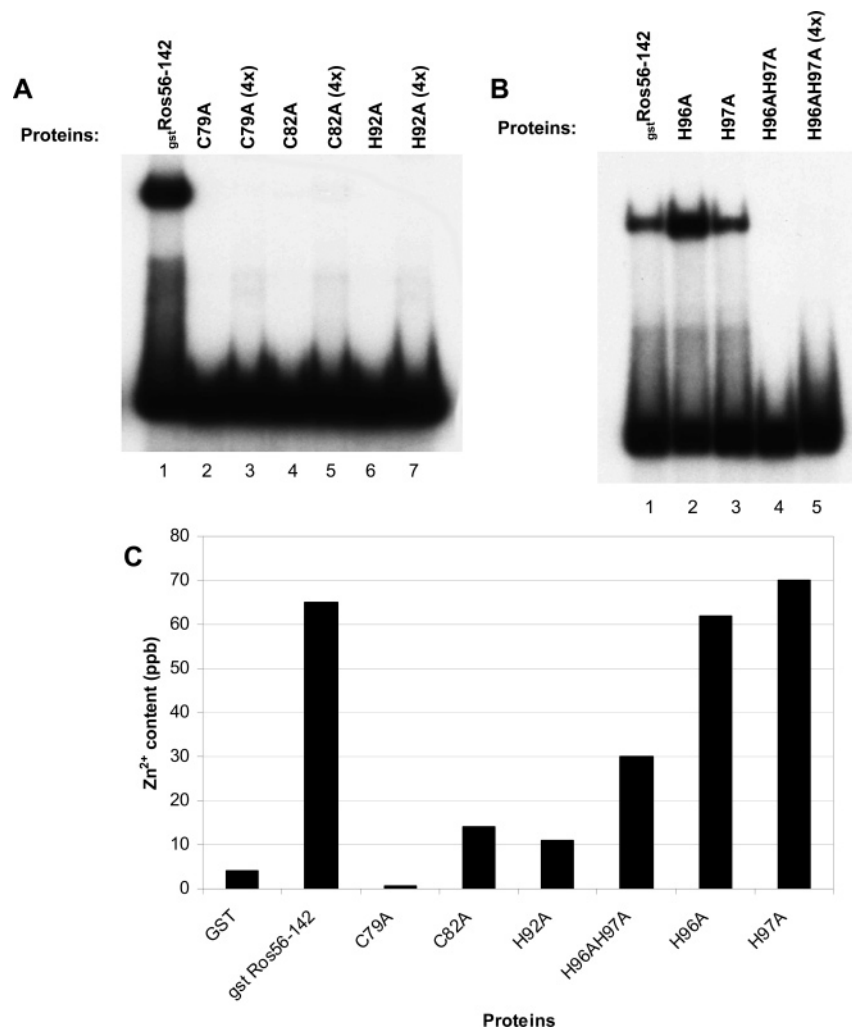 A
Proteins:
gstRos56-142
C79A
C79A (4x)
C82A
C82A (4x)
H92A
H92A (4x)
1 2 3 4 5 6 7
B
Proteins:
gstRos56-142
H96A
H97A
H96AH97A
H96AH97A (4x)
1 2 3 4 5
C
Zn2+ content (ppb)
80
70
60
50
40
30
20
10
0
GST
gst Ros56-142
C79A
C82A
H92A
H96AH97A
H96A
H97A
Proteins